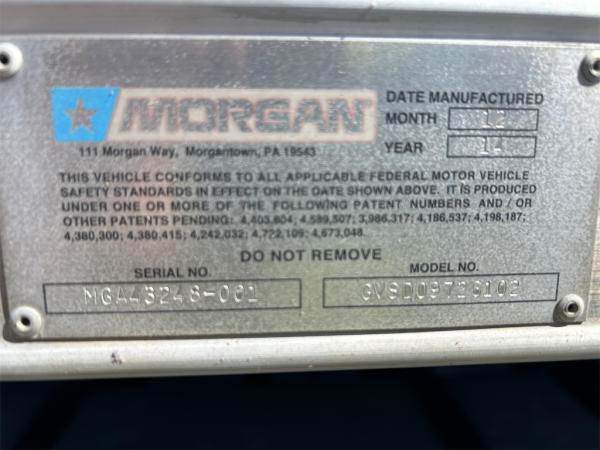 MORGAN
111 Morgan Way, Morgantown, PA 19543
DATE MANUFACTURED
MONTH 12
YEAR 14
THIS VEHICLE CONFORMS TO ALL APPLICABLE FEDERAL MOTOR VEHICLE
SAFETY STANDARDS IN EFFECT ON THE DATE SHOWN ABOVE. IT IS PRODUCED
UNDER ONE OR MORE OF THE FOLLOWING PATENT NUMBERS AND / OR
OTHER PATENTS PENDING: 4,403,804; 4,589,507; 3,986,317; 4,186,537; 4,198,187;
4,380,300; 4,380,415; 4,242,032; 4,722,109; 4,673,048.
DO NOT REMOVE
SERIAL NO.
MODEL NO.
MGA43248-001